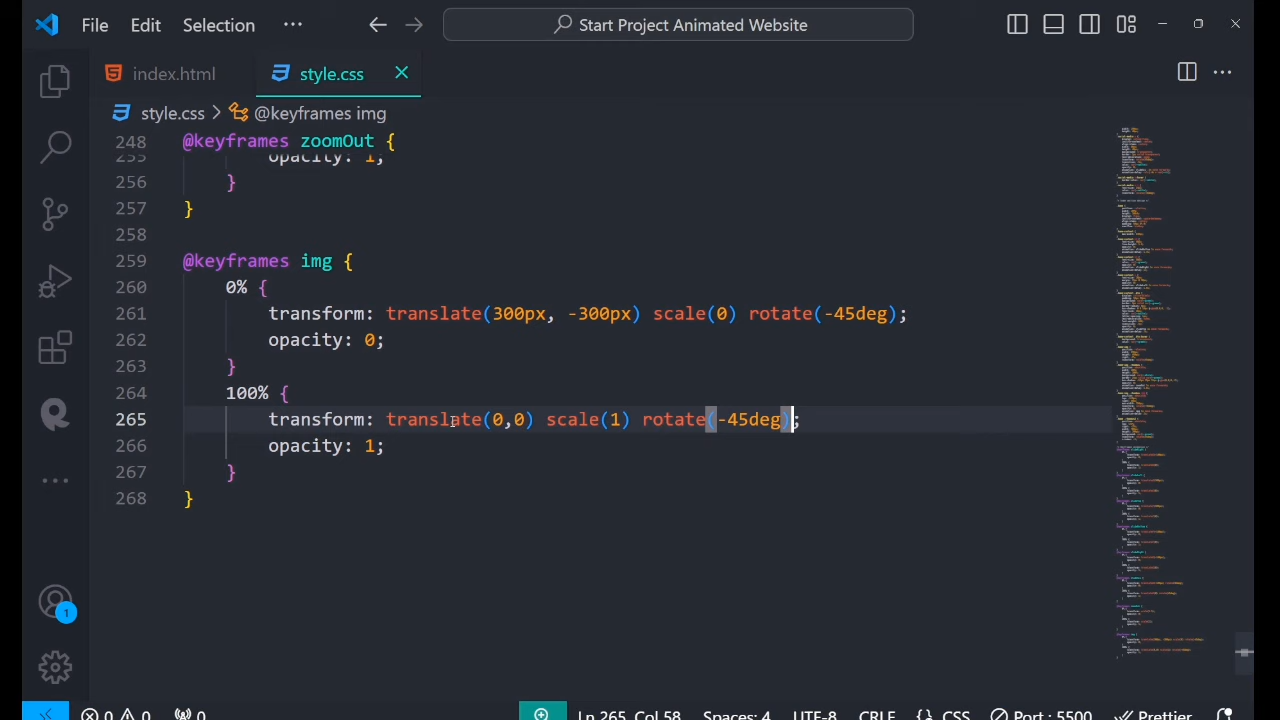 File Edit Selection ··· Start Project Animated Website
index.html style.css
style.css > @keyframes img
248 @keyframes zoomOut {
255 opacity: 1;
256 }
257 }
258
259 @keyframes img {
260 0% {
261 transform: translate(300px, -300px) scale(0) rotate(-45deg);
262 opacity: 0;
263 }
264 100% {
265 transform: translate(0,0) scale(1) rotate(-45deg);
266 opacity: 1;
267 }
268 }
1
0 0 0 Ln 265, Col 58 Spaces: 4 UTF-8 CRLF {} CSS Port : 5500 Prettier